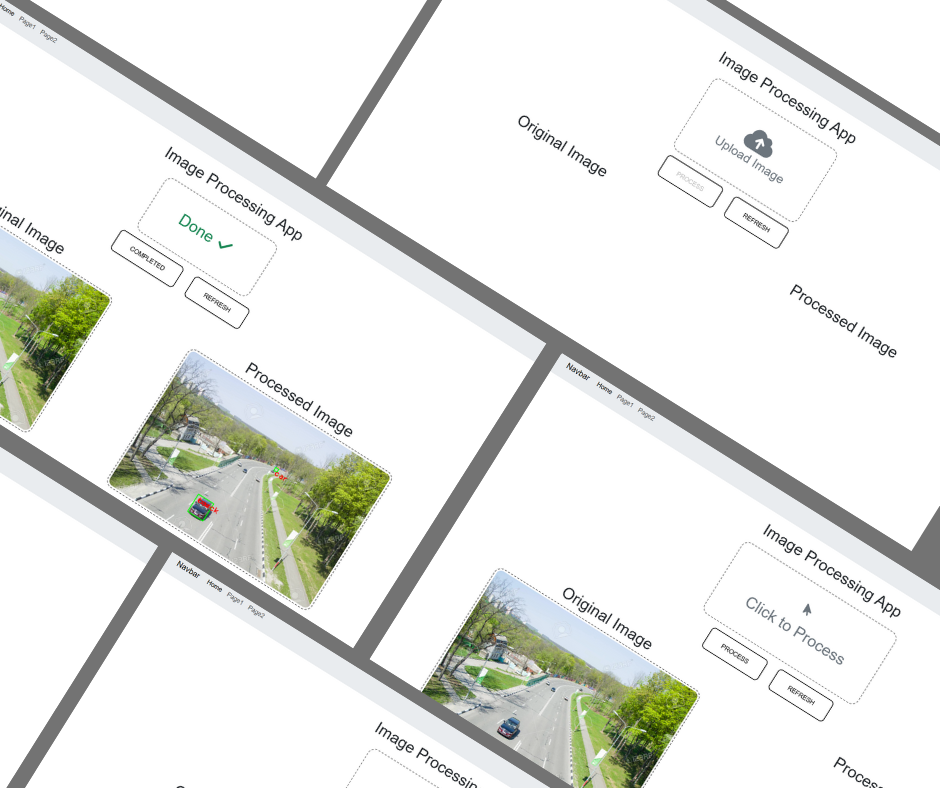 Home Page1 Page2
Image Processing App
Done
COMPLETED
REFRESH
inal Image
Processed Image
car
Image Processing App
Upload Image
PROCESS
REFRESH
Original Image
Processed Image
Navbar Home Page1 Page2
Image Processing App
Click to Process
PROCESS
REFRESH
Original Image
Proces
Navbar Home Page1 Page2
Image Processin